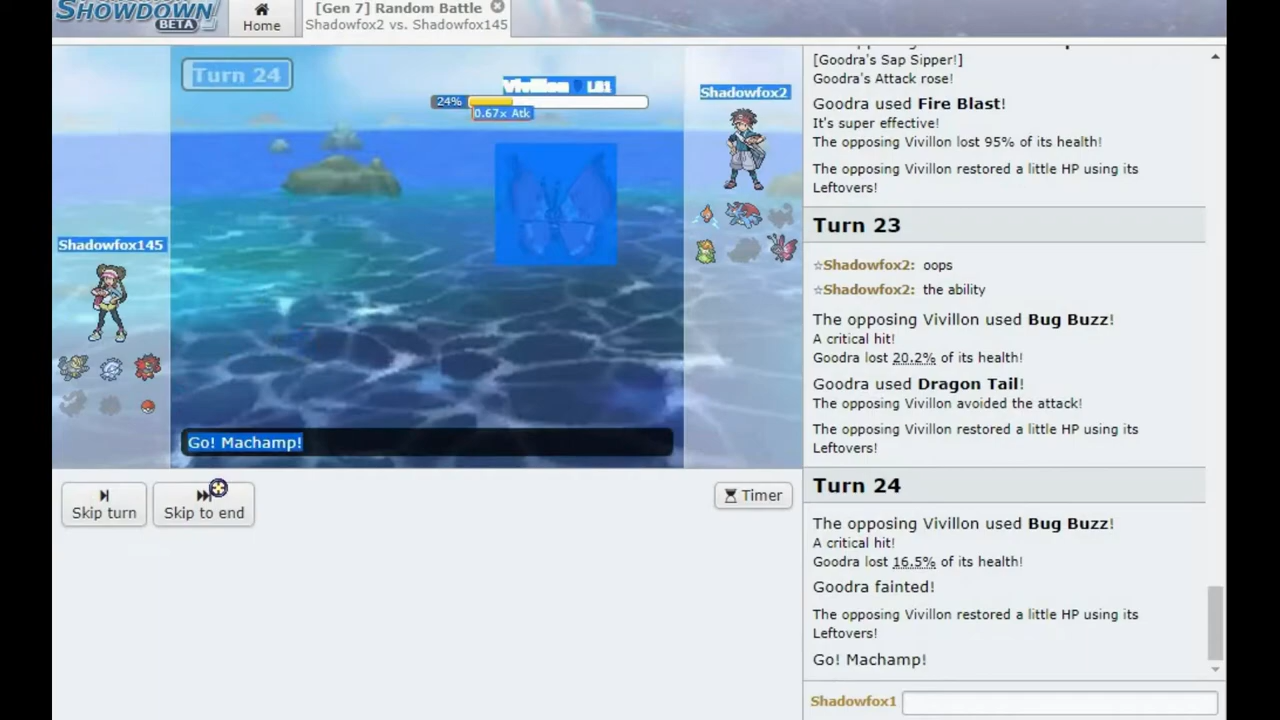 SHOWDOWN
BETA
Home
[Gen 7] Random Battle
Shadowfox2 vs. Shadowfox145
Turn 24
Vivillon L81
24%
0.67x Atk
Shadowfox2
Shadowfox145
Go! Machamp!
Skip turn
Skip to end
Timer
[Goodra's Sap Sipper!]
Goodra's Attack rose!
Goodra used Fire Blast!
It's super effective!
The opposing Vivillon lost 95% of its health!
The opposing Vivillon restored a little HP using its
Leftovers!
Turn 23
☆Shadowfox2: oops
☆Shadowfox2: the ability
The opposing Vivillon used Bug Buzz!
A critical hit!
Goodra lost 20.2% of its health!
Goodra used Dragon Tail!
The opposing Vivillon avoided the attack!
The opposing Vivillon restored a little HP using its
Leftovers!
Turn 24
The opposing Vivillon used Bug Buzz!
A critical hit!
Goodra lost 16.5% of its health!
Goodra fainted!
The opposing Vivillon restored a little HP using its
Leftovers!
Go! Machamp!
Shadowfox1